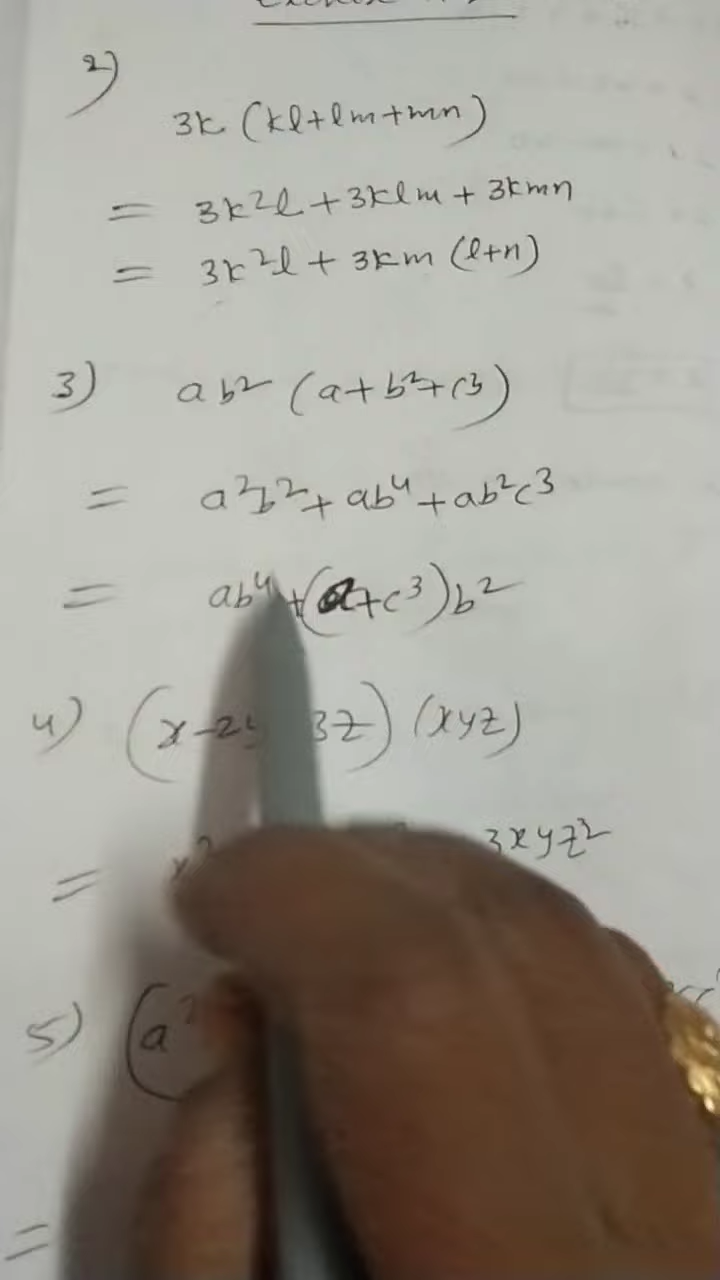 2)
3k (kl+lm+mn)
= 3k²l + 3klm + 3kmn
= 3k²l + 3km (l+n)
3) ab² (a+b²+c³)
= a²b² + ab⁴ + ab²c³
= ab⁴ + (a+c³)b²
4) (x-2y 3z) (xyz)
= 3xyz²
5) (a²
=